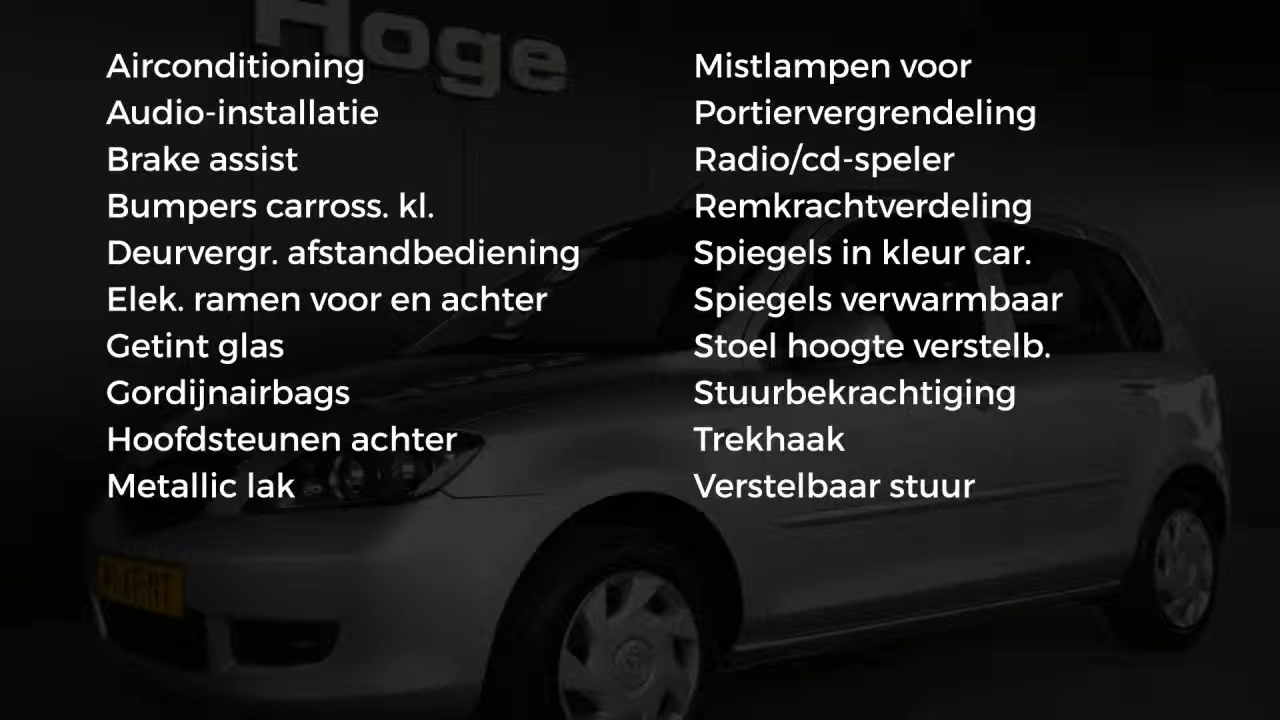 Hoge
Airconditioning
Audio-installatie
Brake assist
Bumpers carross. kl.
Deurvergr. afstandbediening
Elek. ramen voor en achter
Getint glas
Gordijnairbags
Hoofdsteunen achter
Metallic lak
Mistlampen voor
Portiervergrendeling
Radio/cd-speler
Remkrachtverdeling
Spiegels in kleur car.
Spiegels verwarmbaar
Stoel hoogte verstelb.
Stuurbekrachtiging
Trekhaak
Verstelbaar stuur